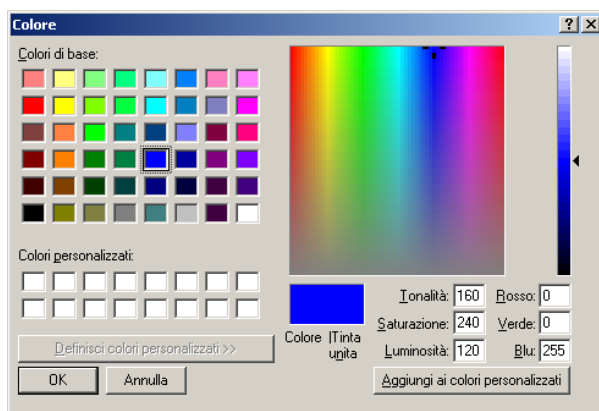 Colore
Colori di base:
Colori personalizzati:
Definisci colori personalizzati >>
OK
Annulla
Colore |Tinta
unita
Tonalità: 160
Saturazione: 240
Luminosità: 120
Rosso: 0
Verde: 0
Blu: 255
Aggiungi ai colori personalizzati